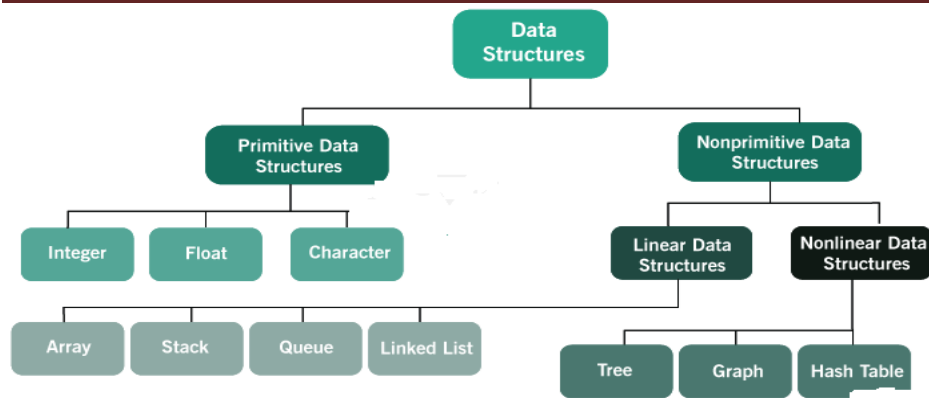 Data
Structures
Primitive Data
Structures
Nonprimitive Data
Structures
Integer
Float
Character
Linear Data
Structures
Nonlinear Data
Structures
Array
Stack
Queue
Linked List
Tree
Graph
Hash Table